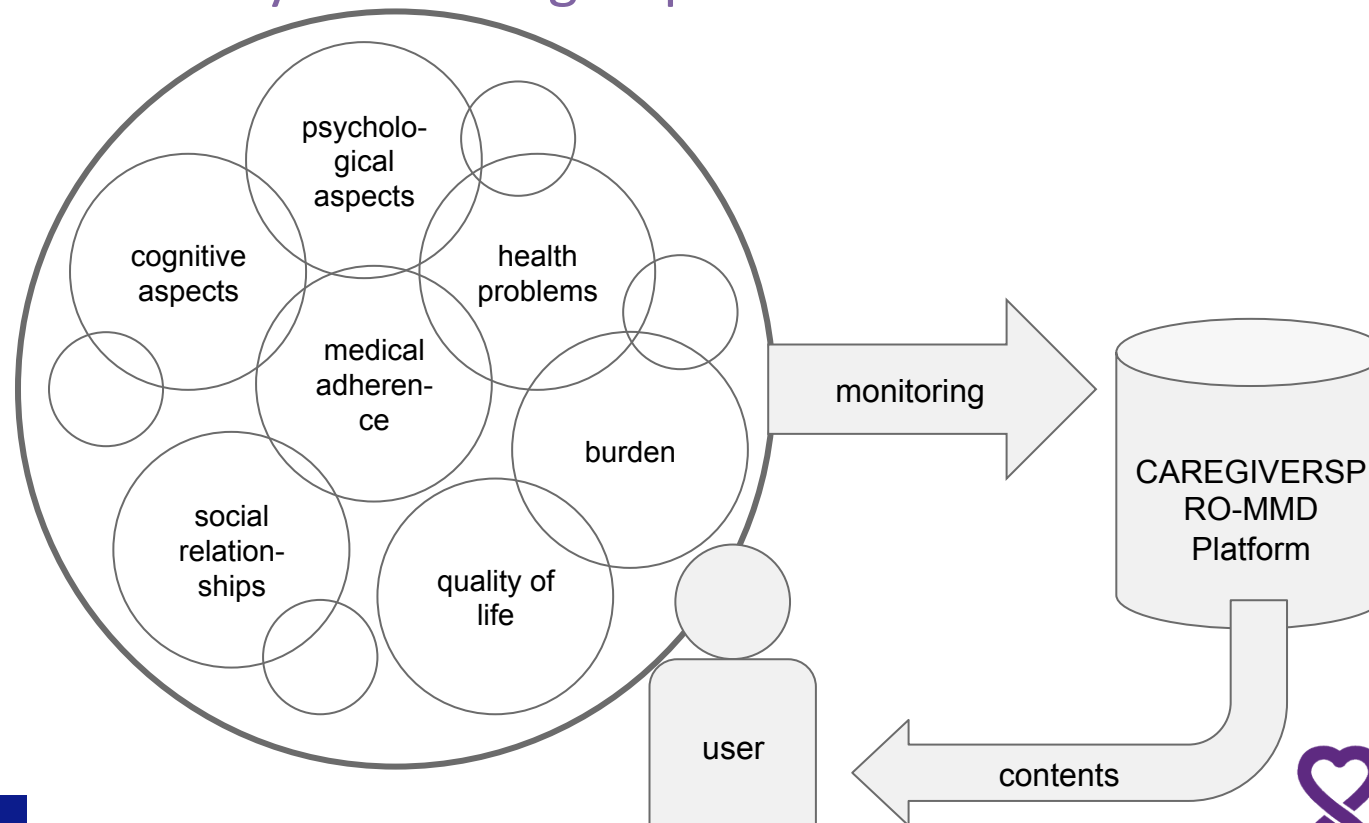 psycholo-
gical
aspects
cognitive
aspects
health
problems
medical
adheren-
ce
monitoring
burden
CAREGIVERSP
RO-MMD
Platform
social
relation-
ships
quality of
life
user
contents